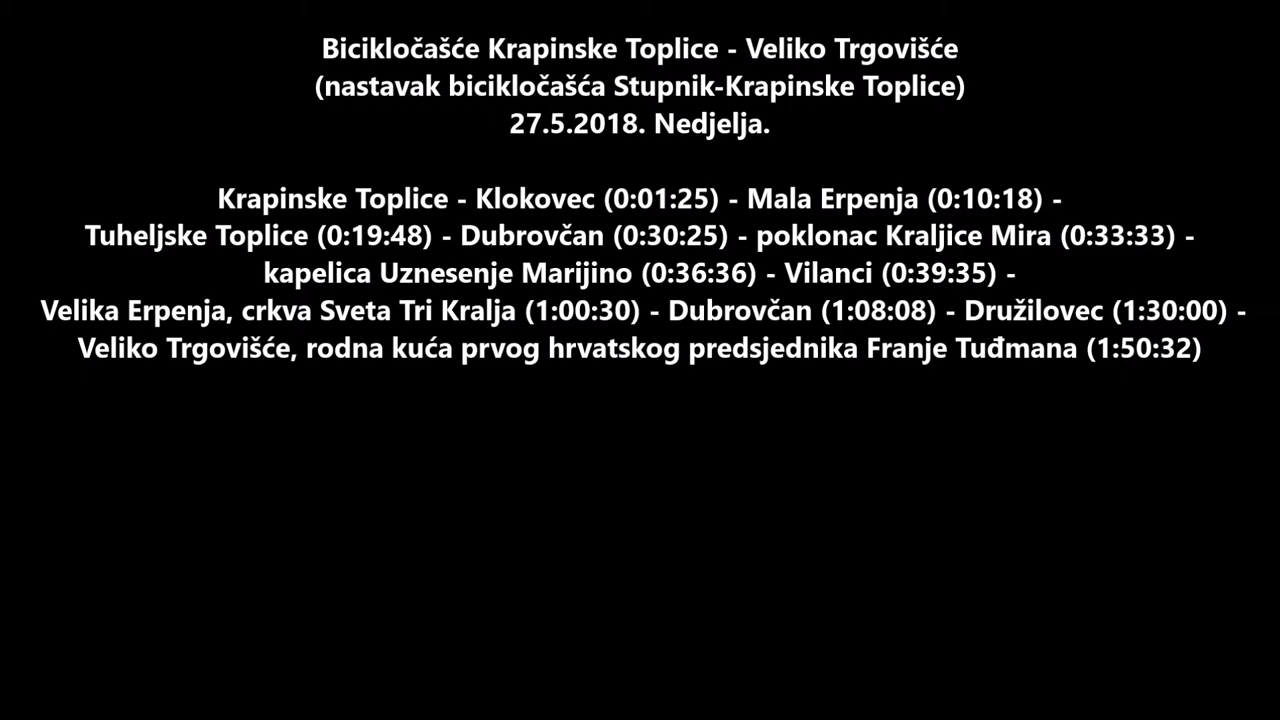 Bicikločašće Krapinske Toplice - Veliko Trgovišće
(nastavak bicikločašća Stupnik-Krapinske Toplice)
27.5.2018. Nedjelja.
Krapinske Toplice - Klokovec (0:01:25) - Mala Erpenja (0:10:18) -
Tuheljske Toplice (0:19:48) - Dubrovčan (0:30:25) - poklonac Kraljice Mira (0:33:33) -
kapelica Uznesenje Marijino (0:36:36) - Vilanci (0:39:35) -
Velika Erpenja, crkva Sveta Tri Kralja (1:00:30) - Dubrovčan (1:08:08) - Družilovec (1:30:00) -
Veliko Trgovišće, rodna kuća prvog hrvatskog predsjednika Franje Tuđmana (1:50:32)